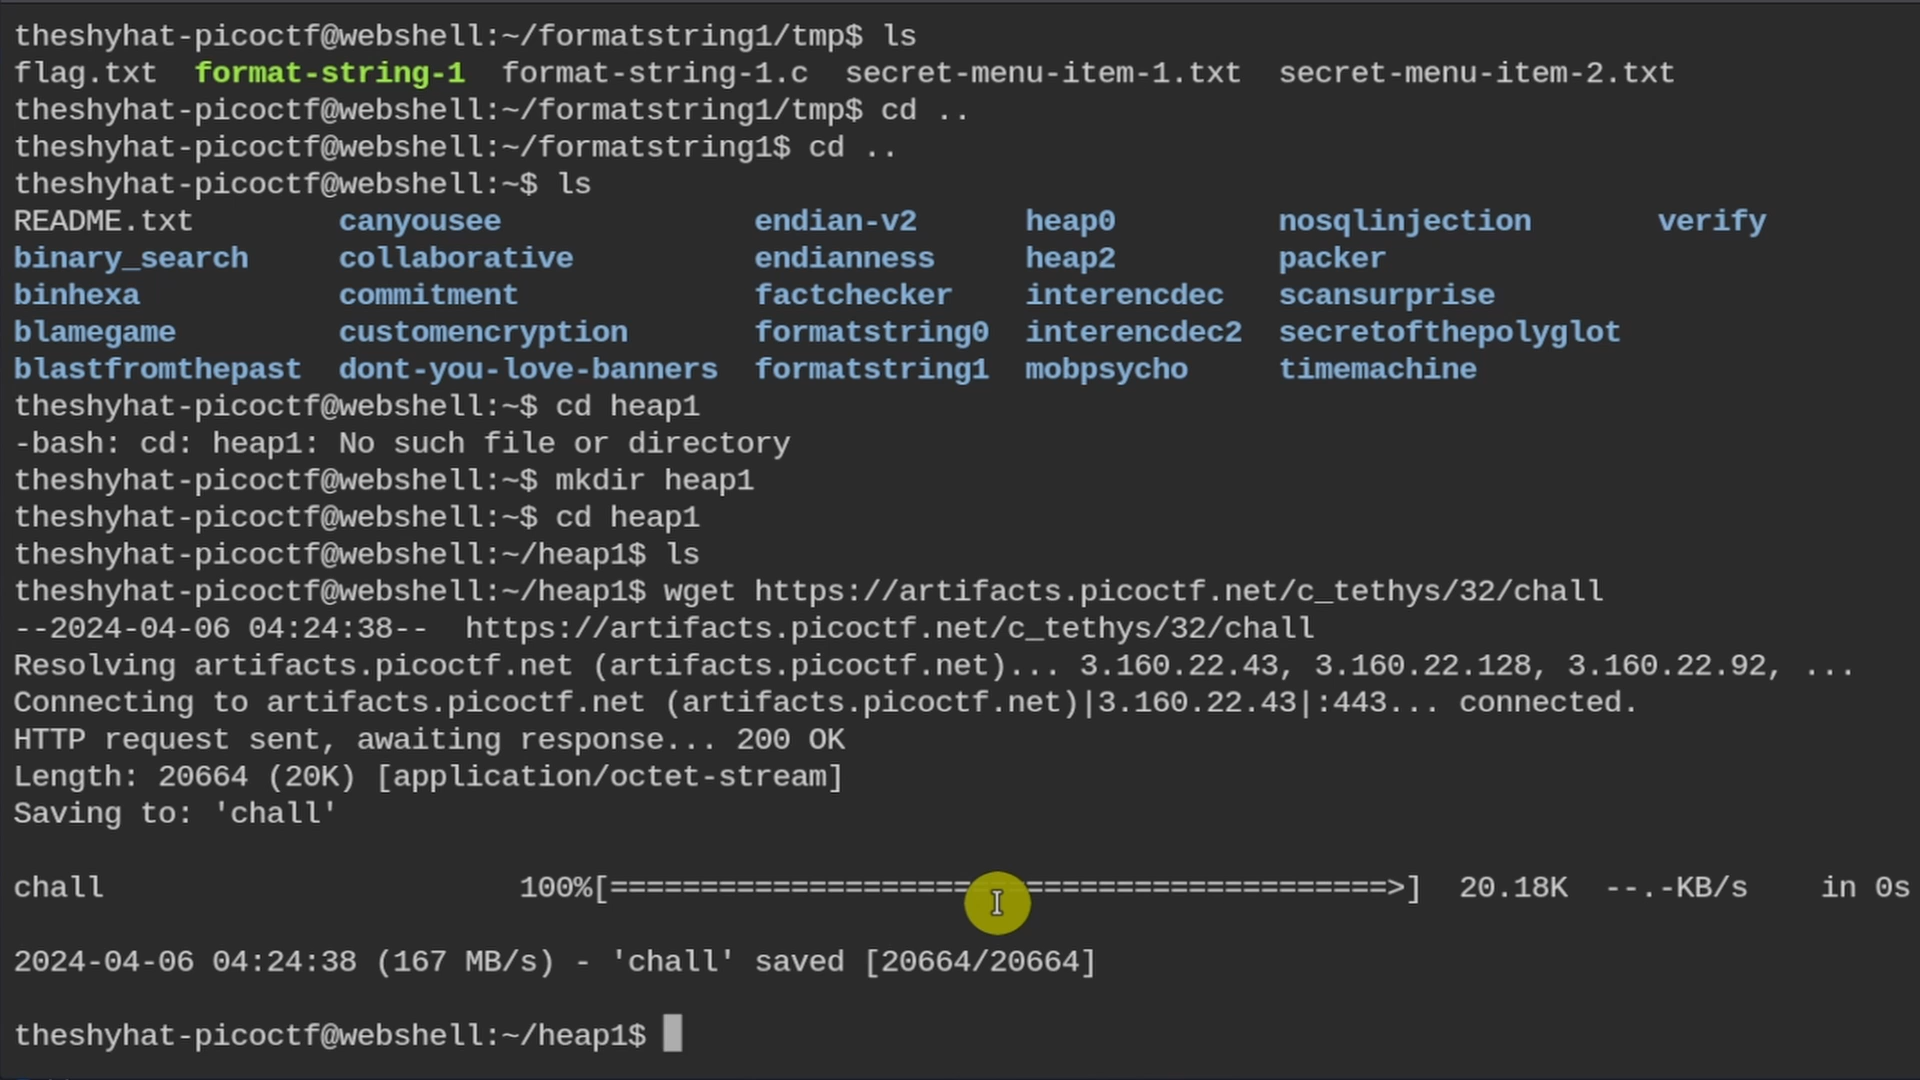 theshyhat-picoctf@webshell:~/formatstring1/tmp$ ls
flag.txt  format-string-1  format-string-1.c  secret-menu-item-1.txt  secret-menu-item-2.txt
theshyhat-picoctf@webshell:~/formatstring1/tmp$ cd ..
theshyhat-picoctf@webshell:~/formatstring1$ cd ..
theshyhat-picoctf@webshell:~$ ls
README.txt        canyousee              endian-v2      heap0         nosqlinjection       verify
binary_search     collaborative          endianness     heap2         packer
binhexa           commitment             factchecker    interencdec   scansurprise
blamegame         customencryption       formatstring0  interencdec2  secretofthepolyglot
blastfromthepast  dont-you-love-banners  formatstring1  mobpsycho     timemachine
theshyhat-picoctf@webshell:~$ cd heap1
-bash: cd: heap1: No such file or directory
theshyhat-picoctf@webshell:~$ mkdir heap1
theshyhat-picoctf@webshell:~$ cd heap1
theshyhat-picoctf@webshell:~/heap1$ ls
theshyhat-picoctf@webshell:~/heap1$ wget https://artifacts.picoctf.net/c_tethys/32/chall
--2024-04-06 04:24:38--  https://artifacts.picoctf.net/c_tethys/32/chall
Resolving artifacts.picoctf.net (artifacts.picoctf.net)... 3.160.22.43, 3.160.22.128, 3.160.22.92, ...
Connecting to artifacts.picoctf.net (artifacts.picoctf.net)|3.160.22.43|:443... connected.
HTTP request sent, awaiting response... 200 OK
Length: 20664 (20K) [application/octet-stream]
Saving to: 'chall'
chall                       100%[===========================================>]  20.18K  --.-KB/s    in 0s
2024-04-06 04:24:38 (167 MB/s) - 'chall' saved [20664/20664]
theshyhat-picoctf@webshell:~/heap1$